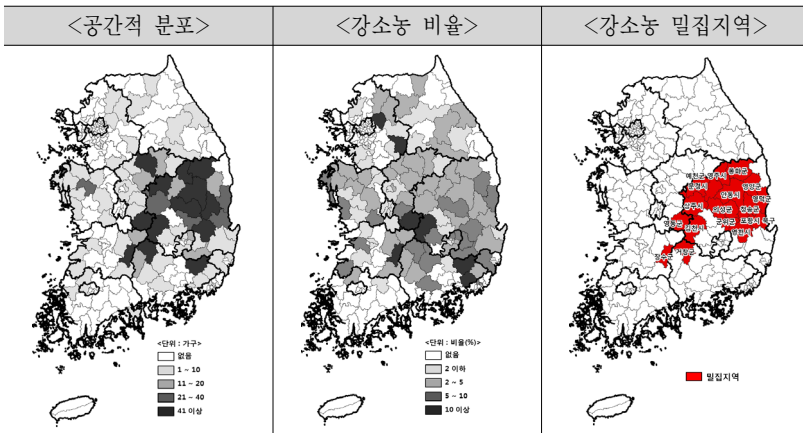 <공간적 분포>
<강소농 비율>
<강소농 밀집지역>
<단위 : 가구>
없음
1 ~ 10
11 ~ 20
21 ~ 40
41 이상
<단위 : 비율(%)>
없음
2 이하
2 ~ 5
5 ~ 10
10 이상
예천군
영주시
봉화군
문경시
영양군
안동시
영덕군
상주시
의성군
청송군
영동군
군위군
포항시 북구
김천시
영천시
장수군
거창군
밀집지역